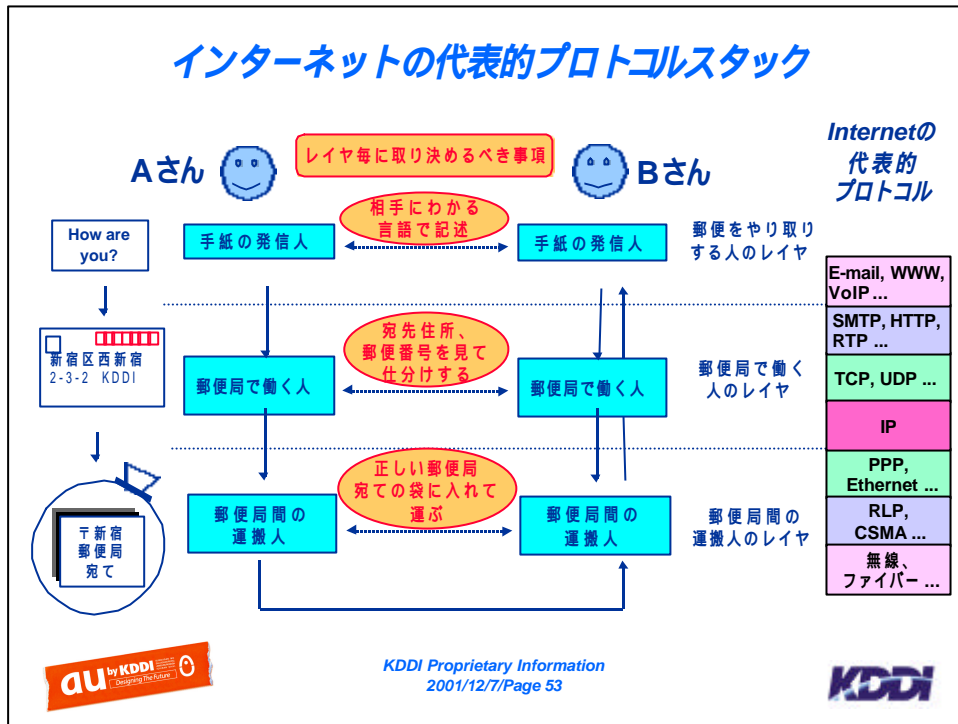 インターネットの代表的プロトコルスタック
Internetの
代表的
プロトコル
Aさん
レイヤ毎に取り決めるべき事項
Bさん
How are
you?
手紙の発信人
相手にわかる
言語で記述
手紙の発信人
郵便をやり取り
する人のレイヤ
新宿区西新宿
2-3-2 KDDI
郵便局で働く人
宛先住所、
郵便番号を見て
仕分けする
郵便局で働く人
郵便局で働く
人のレイヤ
〒新宿
郵便局
宛て
郵便局間の
運搬人
正しい郵便局
宛ての袋に入れて
運ぶ
郵便局間の
運搬人
郵便局間の
運搬人のレイヤ
E-mail, WWW,
VoIP ...
SMTP, HTTP,
RTP ...
TCP, UDP ...
IP
PPP,
Ethernet ...
RLP,
CSMA ...
無線、
ファイバー ...
au by KDDI
Designing The Future
KDDI Proprietary Information
2001/12/7/Page 53
KDDI